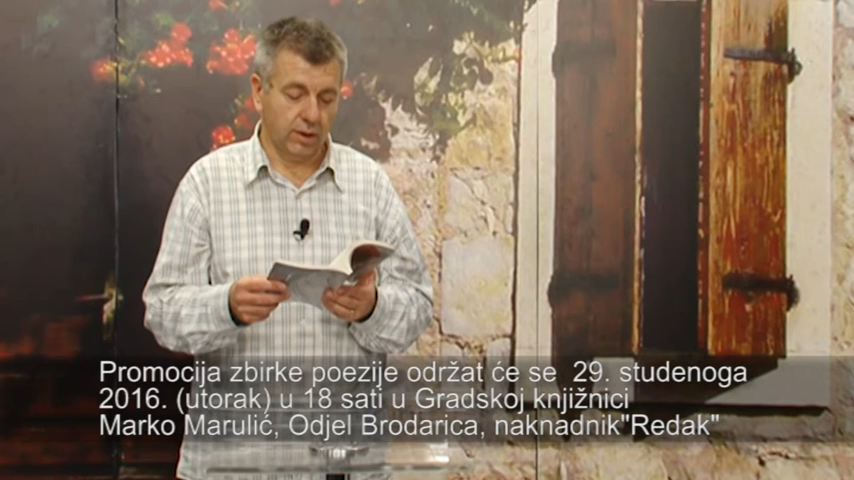 Promocija zbirke poezije održat će se  29. studenoga
2016. (utorak) u 18 sati u Gradskoj knjižnici
Marko Marulić, Odjel Brodarica, naknadnik"Redak"